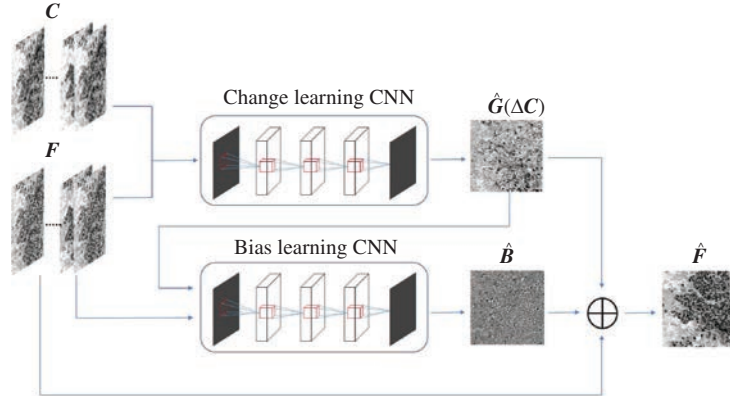 C
Change learning CNN
Ĝ(ΔC)
F
Bias learning CNN
B̂
F̂